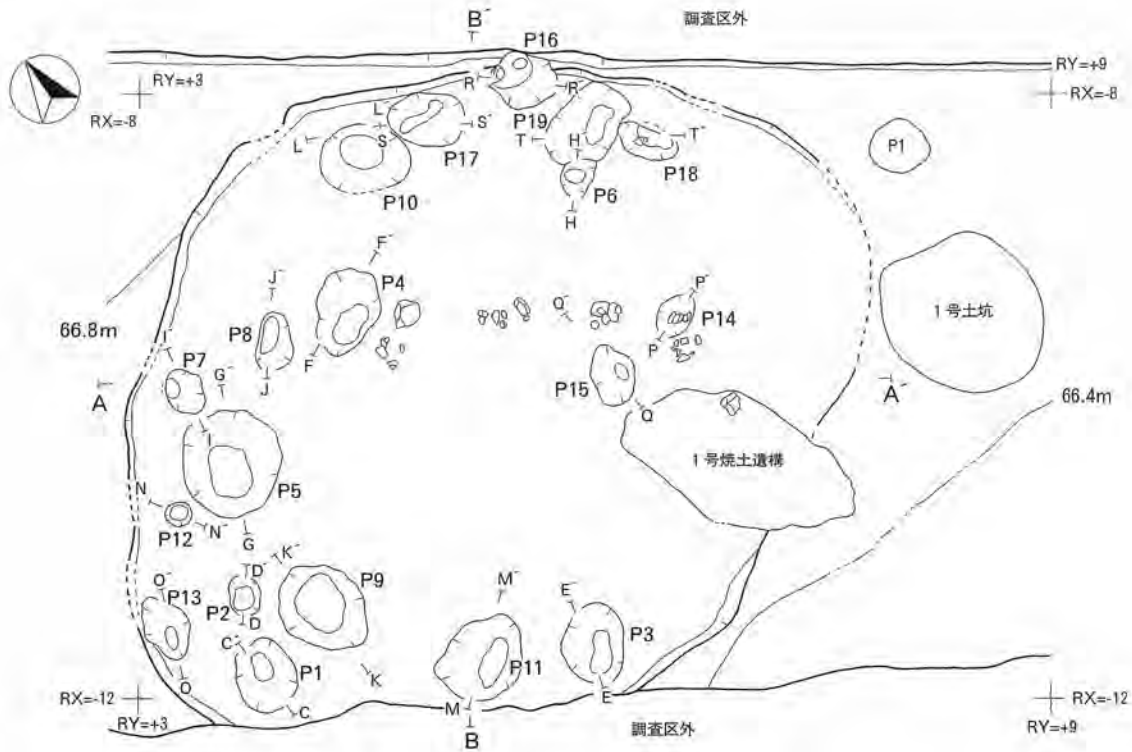 B´
調査区外
P16
RY=+3
RY=+9
R´
R
RX=-8
RX=-8
L´
S´
P19
P1
L
S
P17
T
H´
T´
P18
P10
P6
H
F´
P4
J´
P´
Q´
P14
1号土坑
66.8m
P8
I´
F
P
P7
J
P15
G´
A
A´
66.4m
Q
I
1号焼土遺構
P5
N
N´
P12
G
K´
D´
O´
P9
M´
E´
P13
P2
D
C´
P3
P1
P11
K
O
C
M
E
RX=-12
RX=-12
RY=+3
B
調査区外
RY=+9